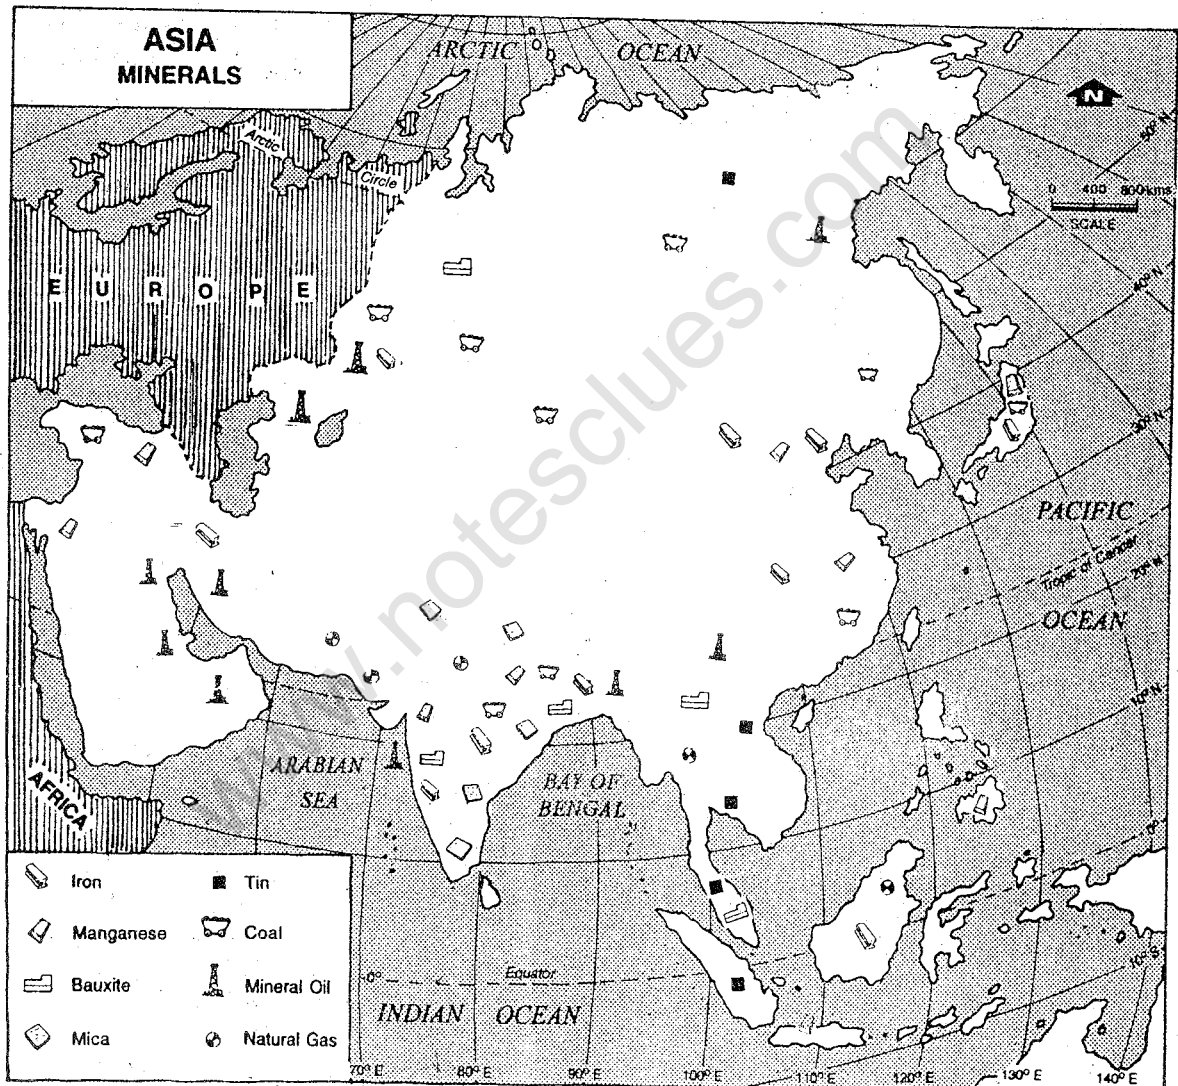 ASIA
MINERALS
ARCTIC OCEAN
N
50° N
Arctic
Circle
0 400 800 kms
SCALE
EUROPE
40° N
30° N
PACIFIC
OCEAN
Tropic of Cancer
20° N
10° N
www.notesclues.com
ARABIAN
SEA
BAY OF
BENGAL
AFRICA
0°
Iron
Tin
Manganese
Coal
Bauxite
Mineral Oil
Mica
Natural Gas
0°
Equator
10° S
INDIAN OCEAN
70° E 80° E 90° E 100° E 110° E 120° E 130° E 140° E